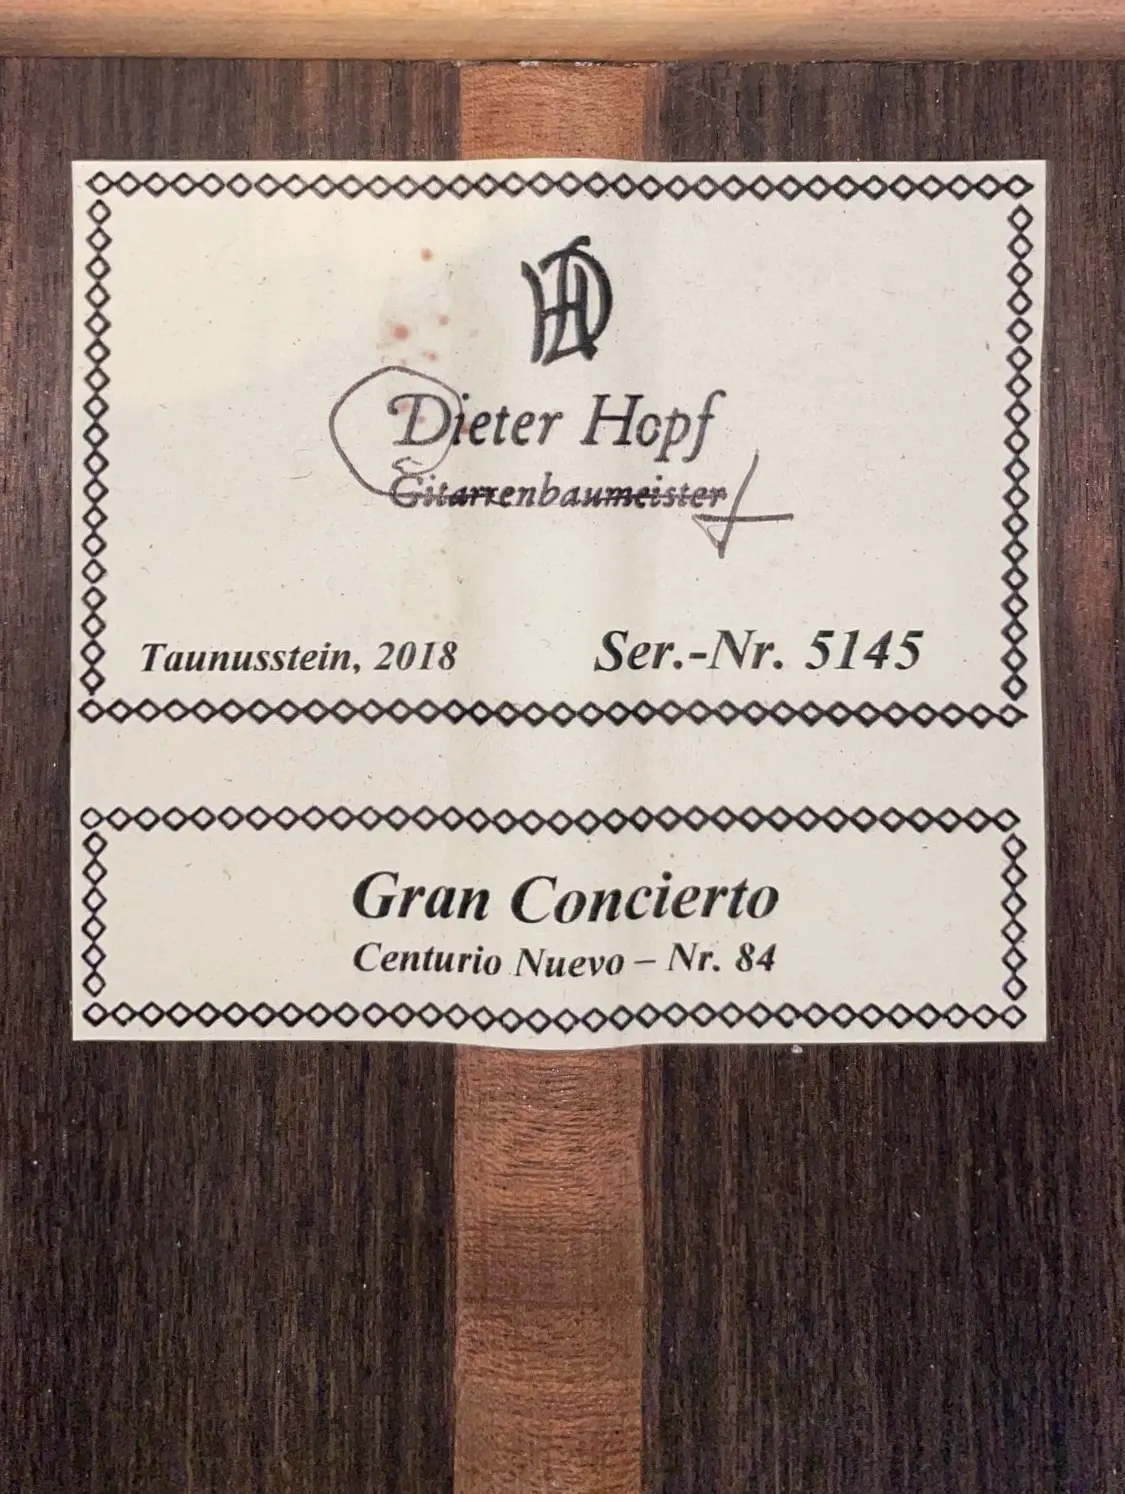 Dieter Hopf
Gitarrenbaumeister
Taunusstein, 2018
Ser.-Nr. 5145
Gran Concierto
Centurio Nuevo – Nr. 84